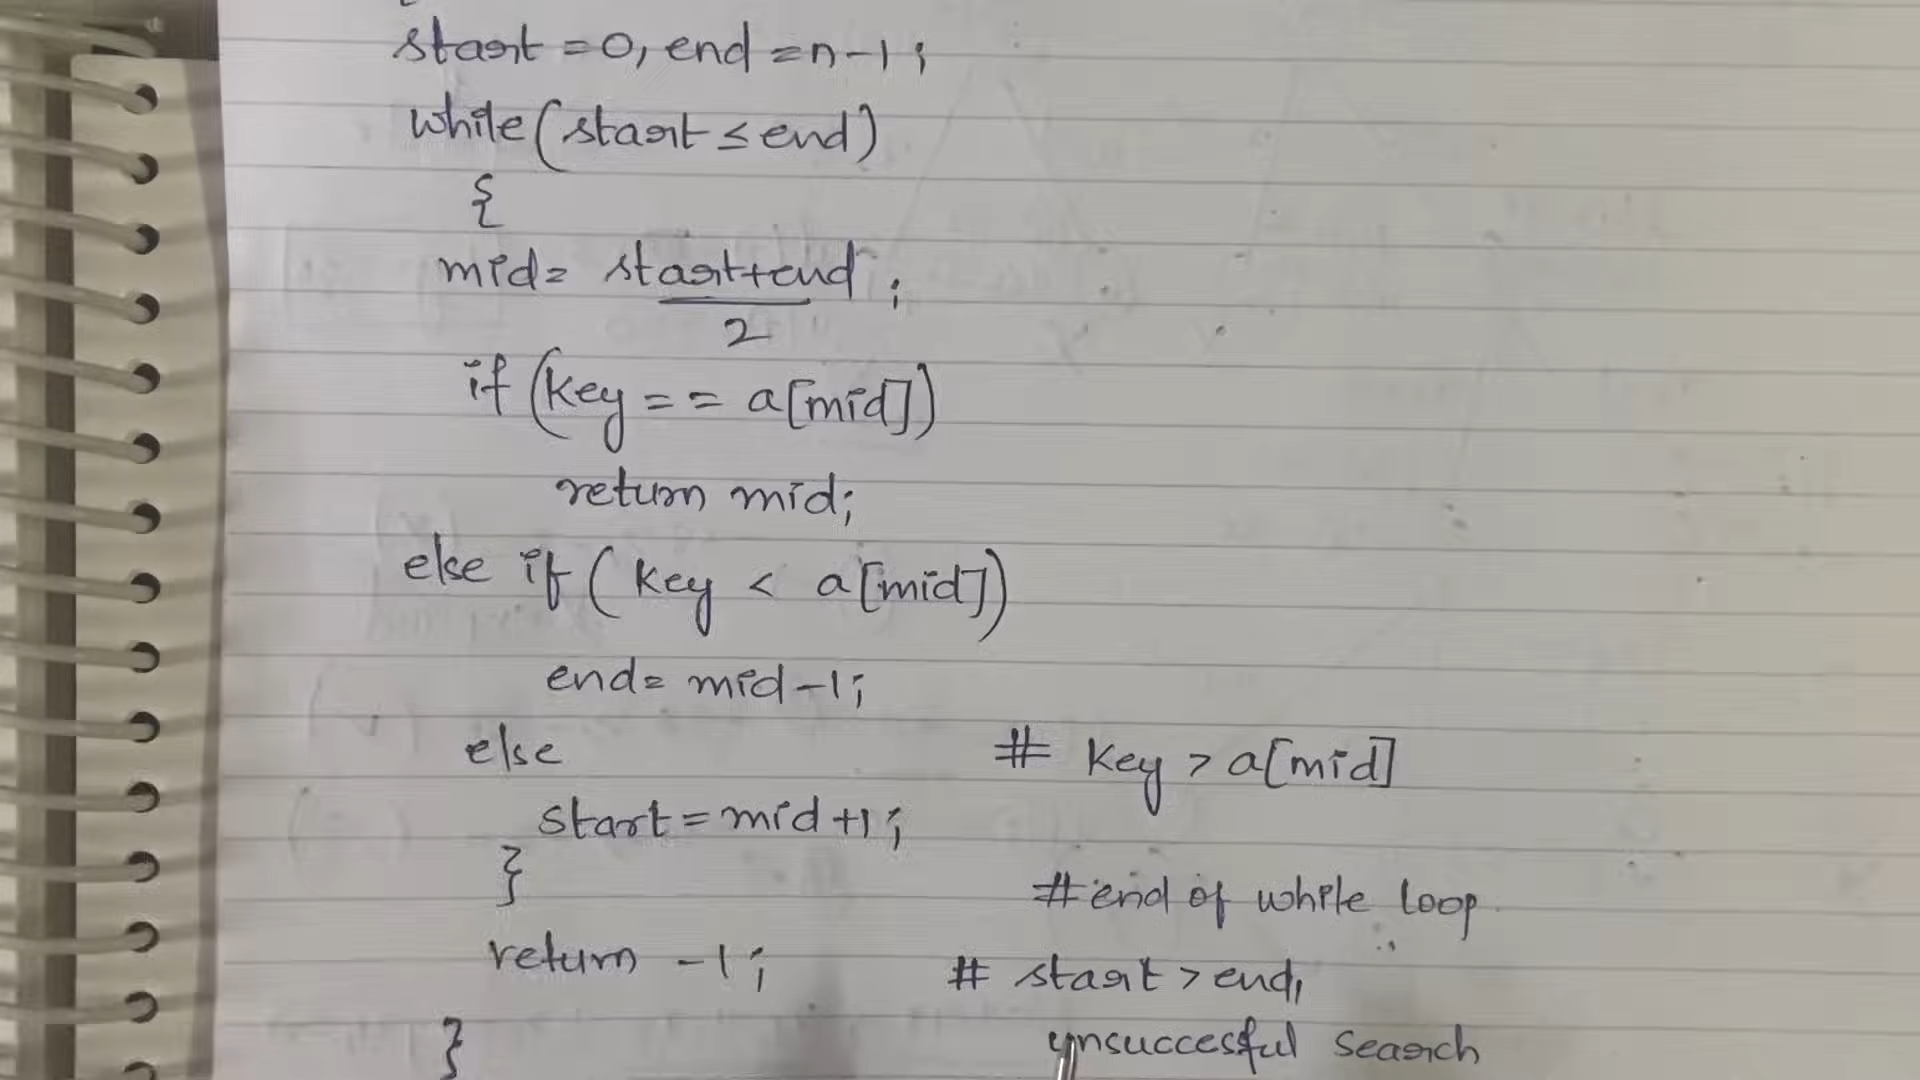 start = 0, end = n-1;
while (start ≤ end)
{
mid = start+end ;
2
if (key == a[mid])
return mid;
else if (key < a[mid])
end = mid-1;
else # key > a[mid]
start = mid+1;
} #end of while loop
return -1; # start > end,
} unsuccessful search